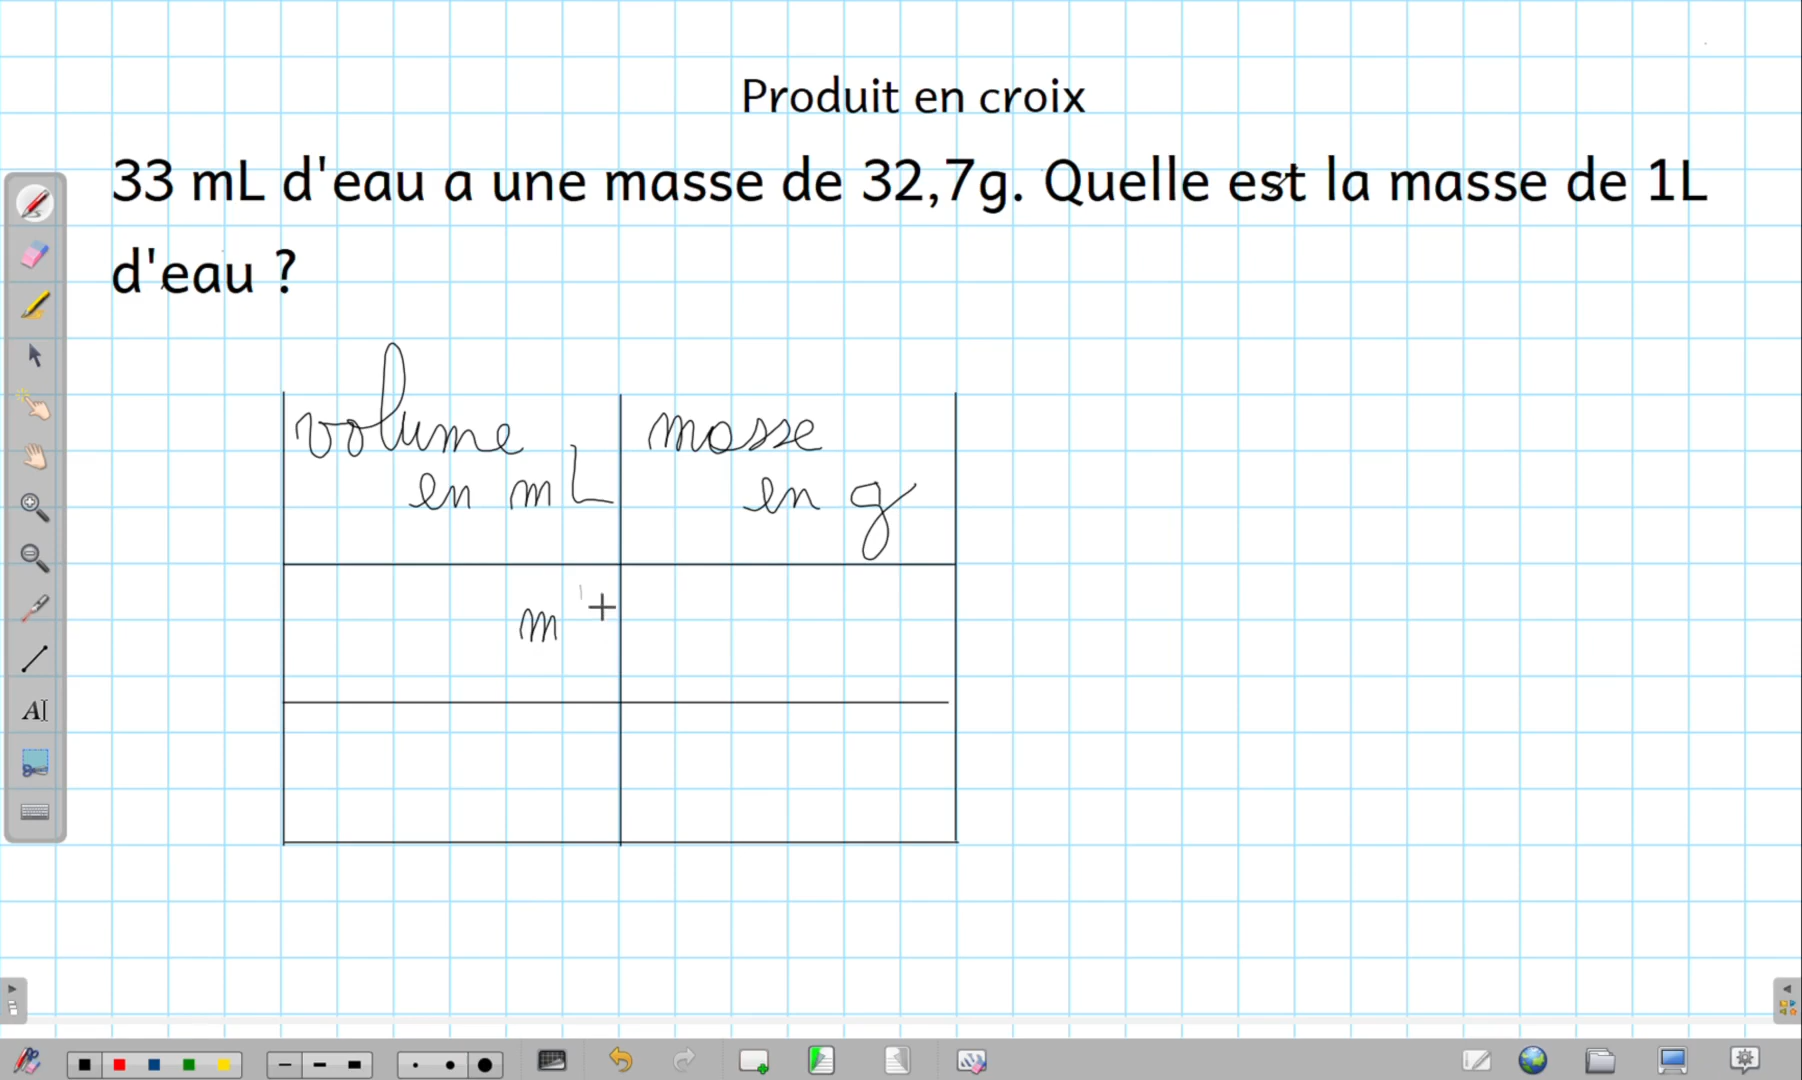 Produit en croix
33 mL d'eau a une masse de 32,7g. Quelle est la masse de 1L
d'eau ?
volume
en mL
masse
en g
m